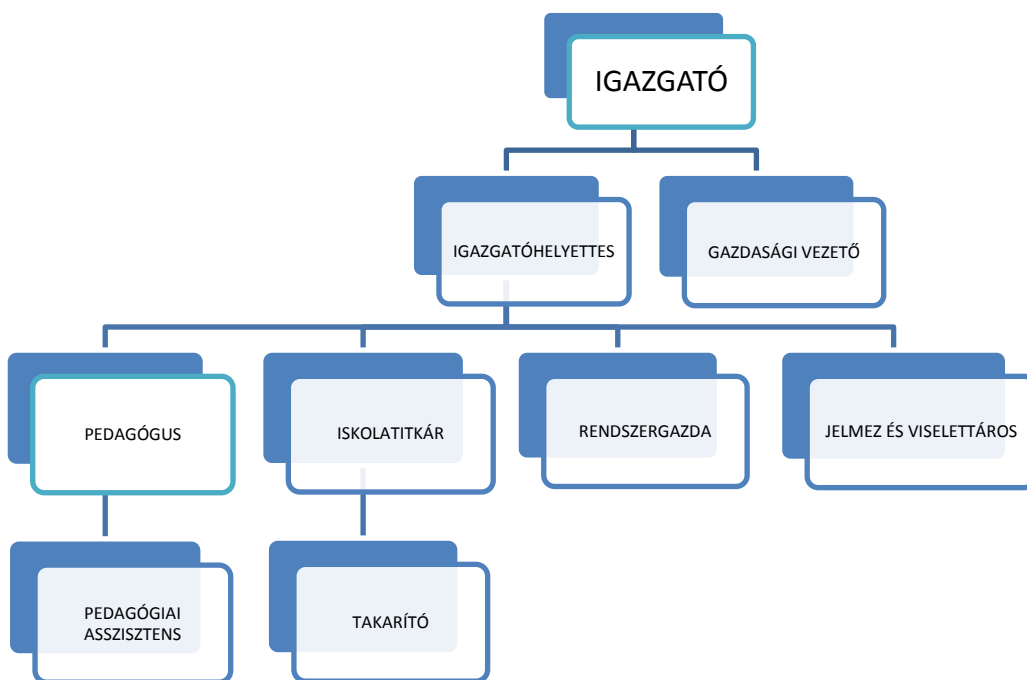 IGAZGATÓ
IGAZGATÓHELYETTES
GAZDASÁGI VEZETŐ
PEDAGÓGUS
ISKOLATITKÁR
RENDSZERGAZDA
JELMEZ ÉS VISELETTÁROS
PEDAGÓGIAI
ASSZISZTENS
TAKARÍTÓ